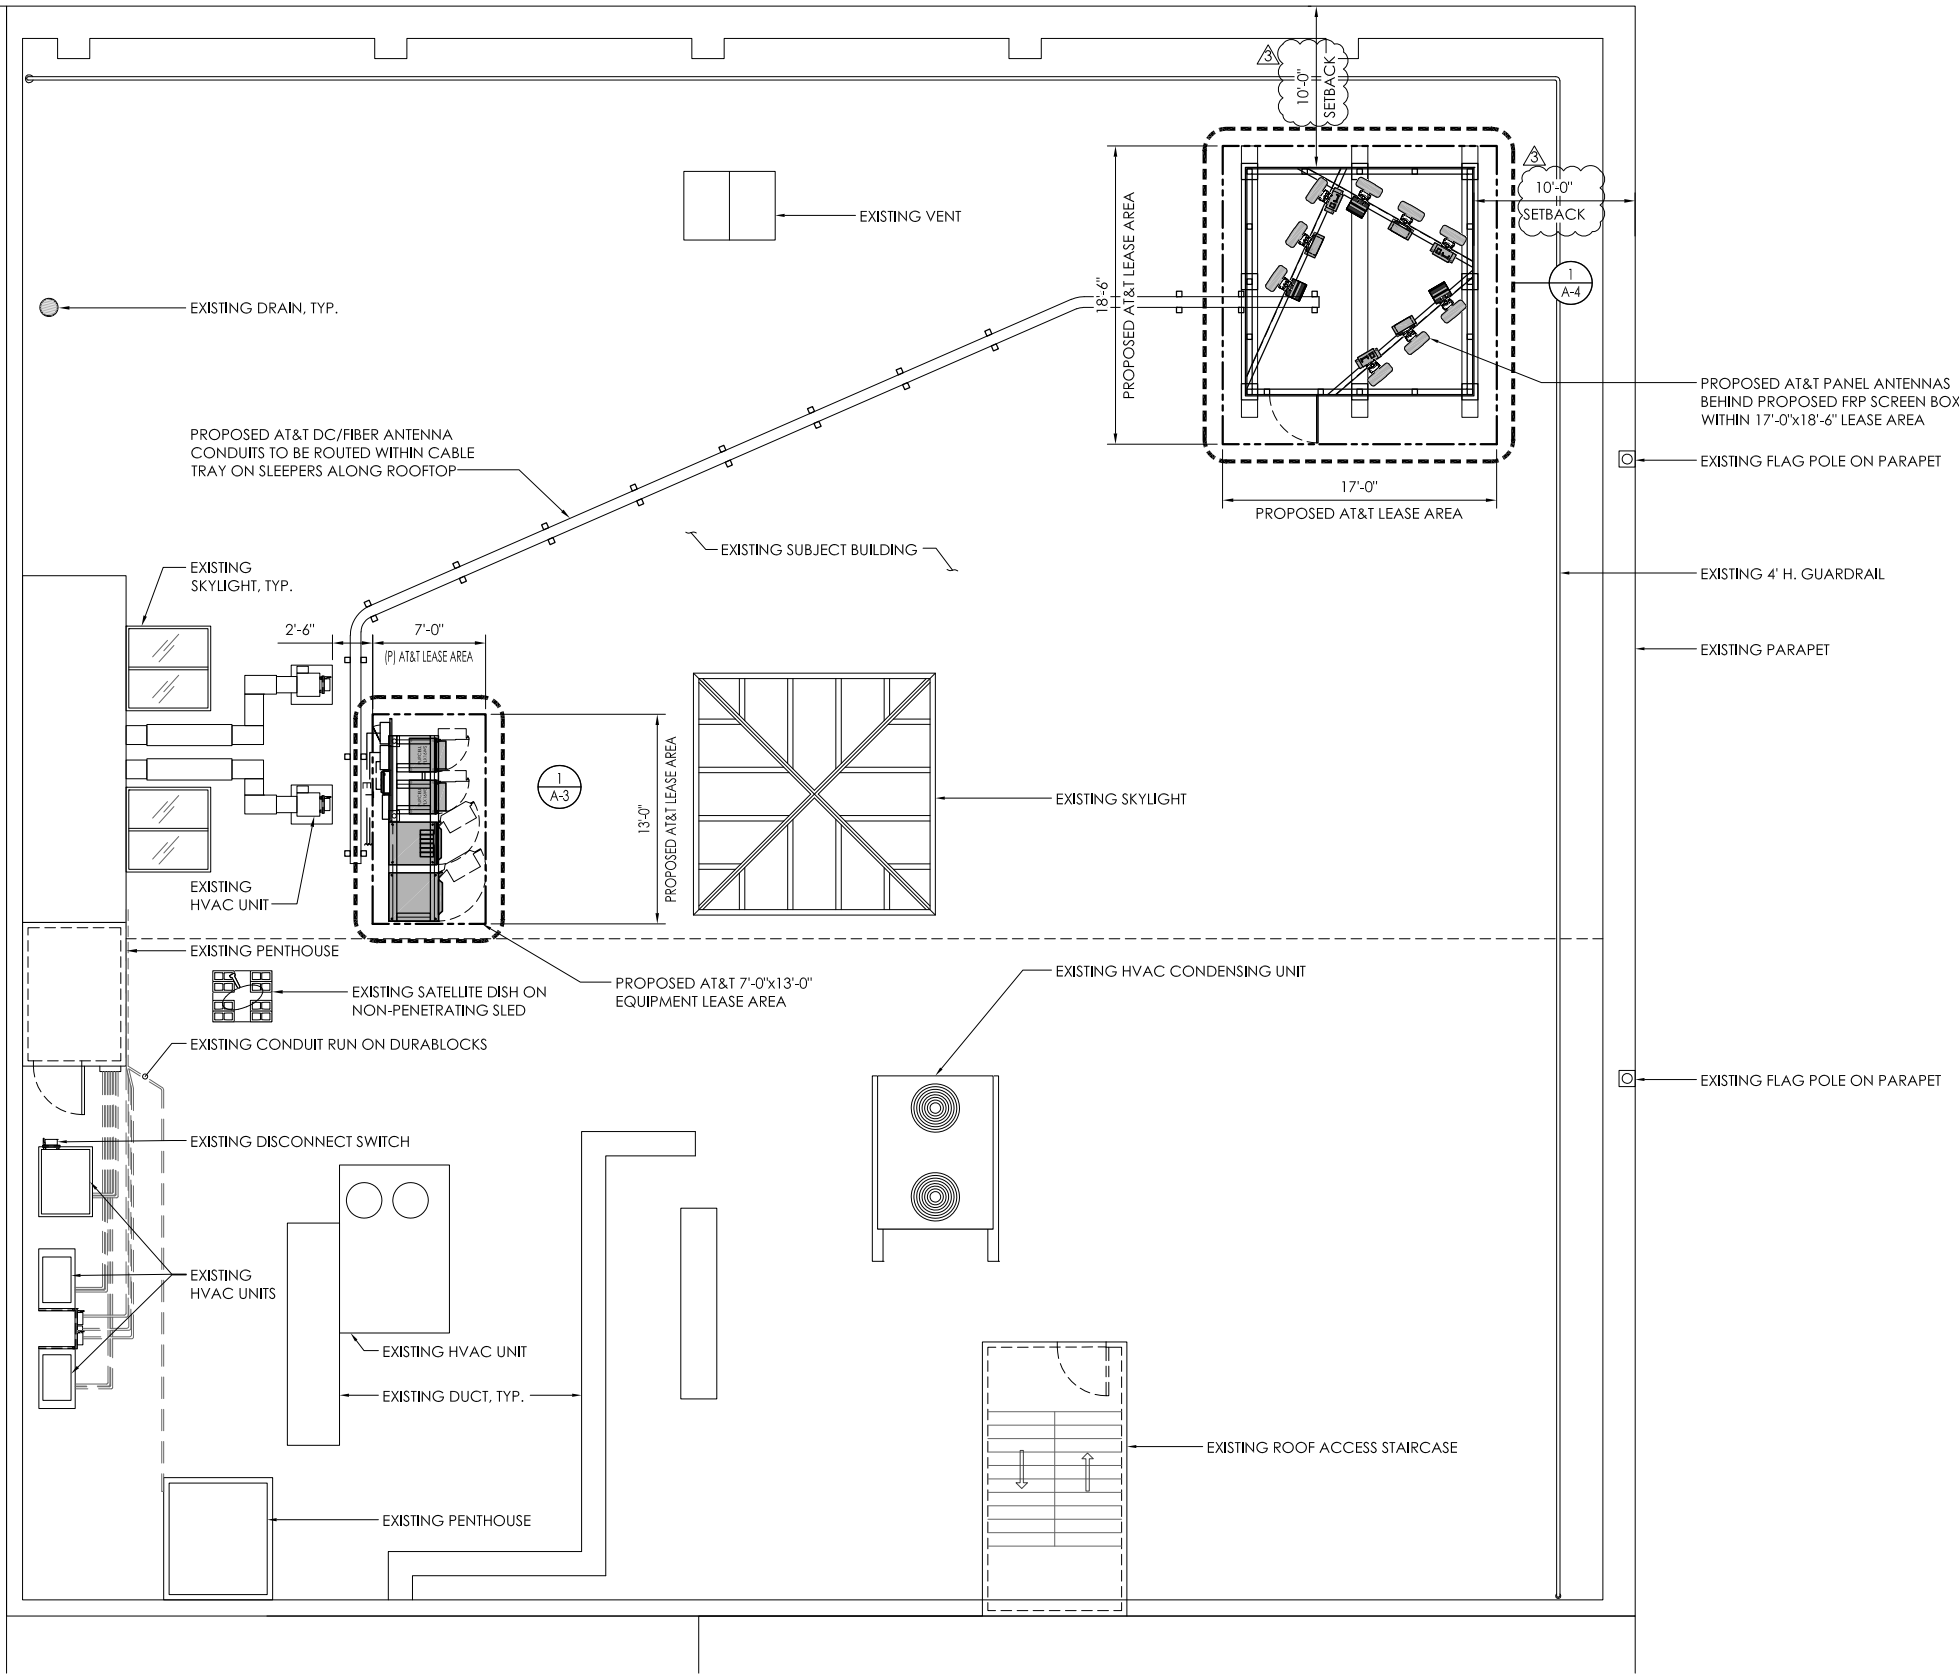 3
10'-0"
SETBACK
3
10'-0"
SETBACK
EXISTING VENT
18'-6"
PROPOSED AT&T LEASE AREA
1
A-4
EXISTING DRAIN, TYP.
PROPOSED AT&T PANEL ANTENNAS
BEHIND PROPOSED FRP SCREEN BOX
WITHIN 17'-0"x18'-6" LEASE AREA
PROPOSED AT&T DC/FIBER ANTENNA
CONDUITS TO BE ROUTED WITHIN CABLE
TRAY ON SLEEPERS ALONG ROOFTOP
EXISTING FLAG POLE ON PARAPET
17'-0"
PROPOSED AT&T LEASE AREA
EXISTING SUBJECT BUILDING
EXISTING
SKYLIGHT, TYP.
EXISTING 4' H. GUARDRAIL
2'-6"
7'-0"
(P) AT&T LEASE AREA
EXISTING PARAPET
1
A-3
13'-0"
PROPOSED AT&T LEASE AREA
EXISTING SKYLIGHT
EXISTING
HVAC UNIT
EXISTING PENTHOUSE
EXISTING SATELLITE DISH ON
NON-PENETRATING SLED
PROPOSED AT&T 7'-0"x13'-0"
EQUIPMENT LEASE AREA
EXISTING HVAC CONDENSING UNIT
EXISTING CONDUIT RUN ON DURABLOCKS
EXISTING FLAG POLE ON PARAPET
EXISTING DISCONNECT SWITCH
EXISTING
HVAC UNITS
EXISTING HVAC UNIT
EXISTING DUCT, TYP.
EXISTING ROOF ACCESS STAIRCASE
EXISTING PENTHOUSE